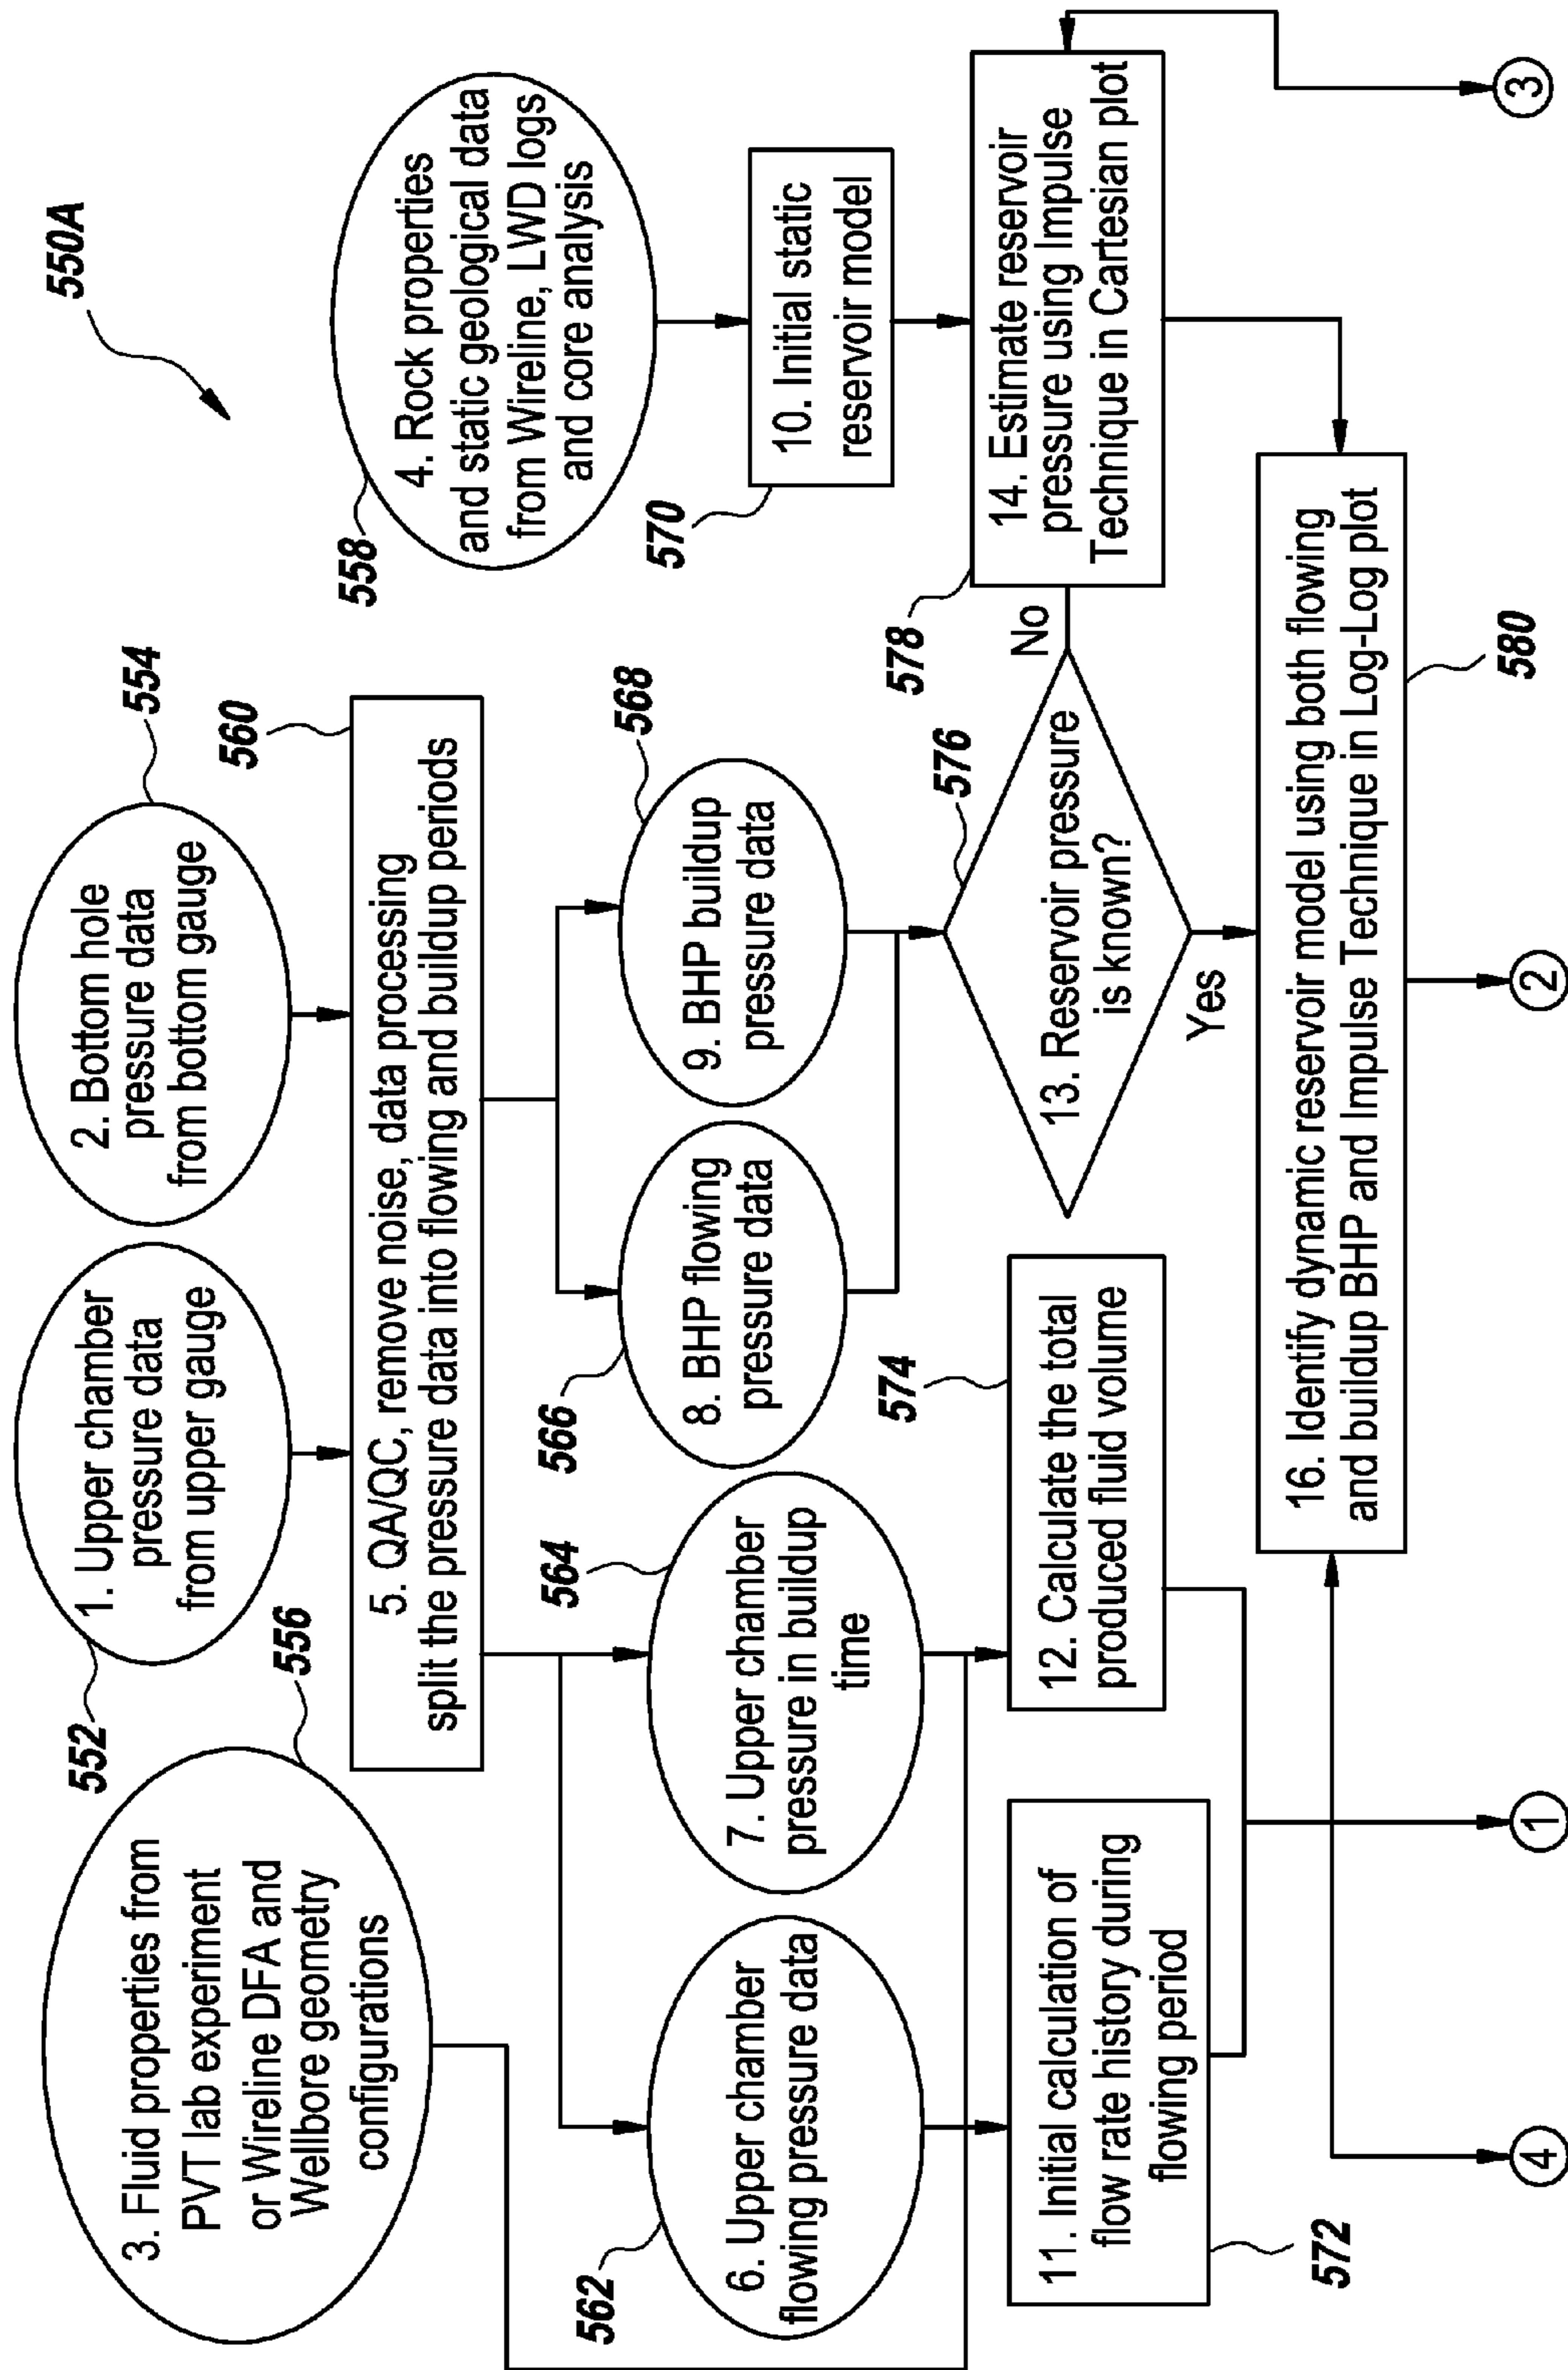 550A
3. Fluid properties from
PVT lab experiment
or Wireline DFA and
Wellbore geometry
configurations
556
552
1. Upper chamber
pressure data
from upper gauge
2. Bottom hole
pressure data
from bottom gauge
554
4. Rock properties
and static geological data
from Wireline, LWD logs
and core analysis
558
560
5. QA/QC, remove noise, data processing
split the pressure data into flowing and buildup periods
562
6. Upper chamber
flowing pressure data
564
7. Upper chamber
pressure in buildup
time
566
8. BHP flowing
pressure data
568
9. BHP buildup
pressure data
570
10. Initial static
reservoir model
572
11. Initial calculation of
flow rate history during
flowing period
574
12. Calculate the total
produced fluid volume
576
13. Reservoir pressure
is known?
No
Yes
578
14. Estimate reservoir
pressure using Impulse
Technique in Cartesian plot
16. Identify dynamic reservoir model using both flowing
and buildup BHP and Impulse Technique in Log-Log plot
580
4
1
2
3